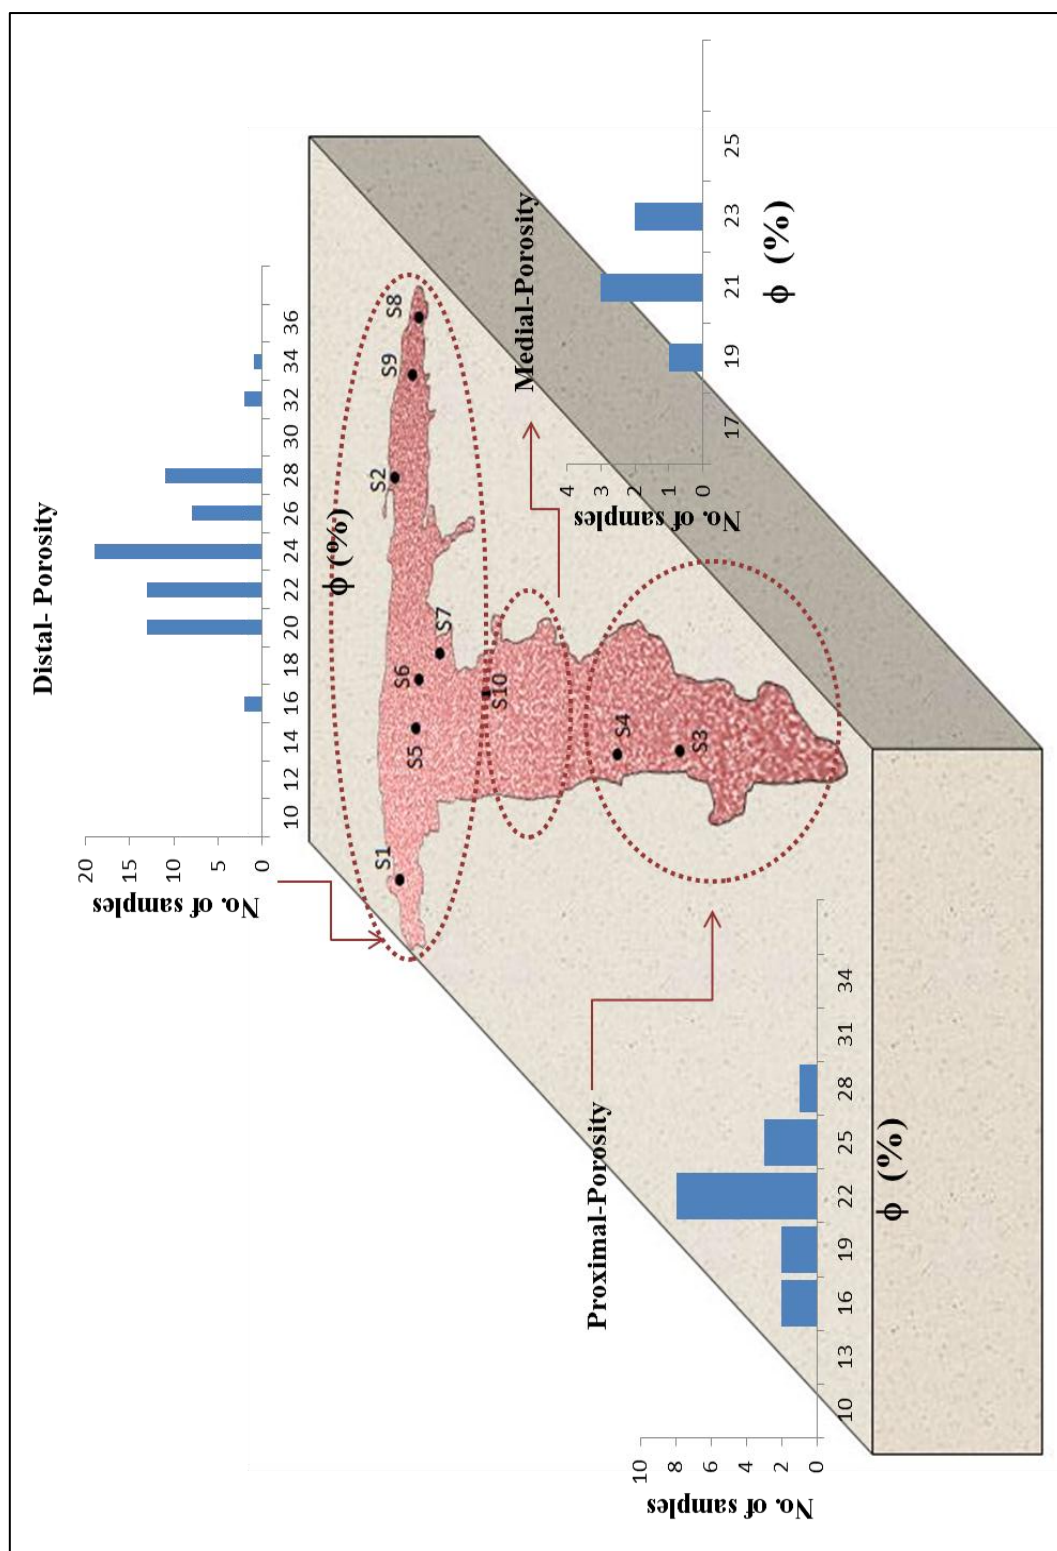 Distal- Porosity
No. of samples
20
15
10
5
0
10 12 14 16 18 20 22 24 26 28 30 32 34 36
ϕ (%)
S1
S5
S6
S7
S2
S9
S8
S10
S4
S3
Medial-Porosity
No. of samples
4
3
2
1
0
17 19 21 23 25
ϕ (%)
Proximal-Porosity
No. of samples
10
8
6
4
2
0
10 13 16 19 22 25 28 31 34
ϕ (%)